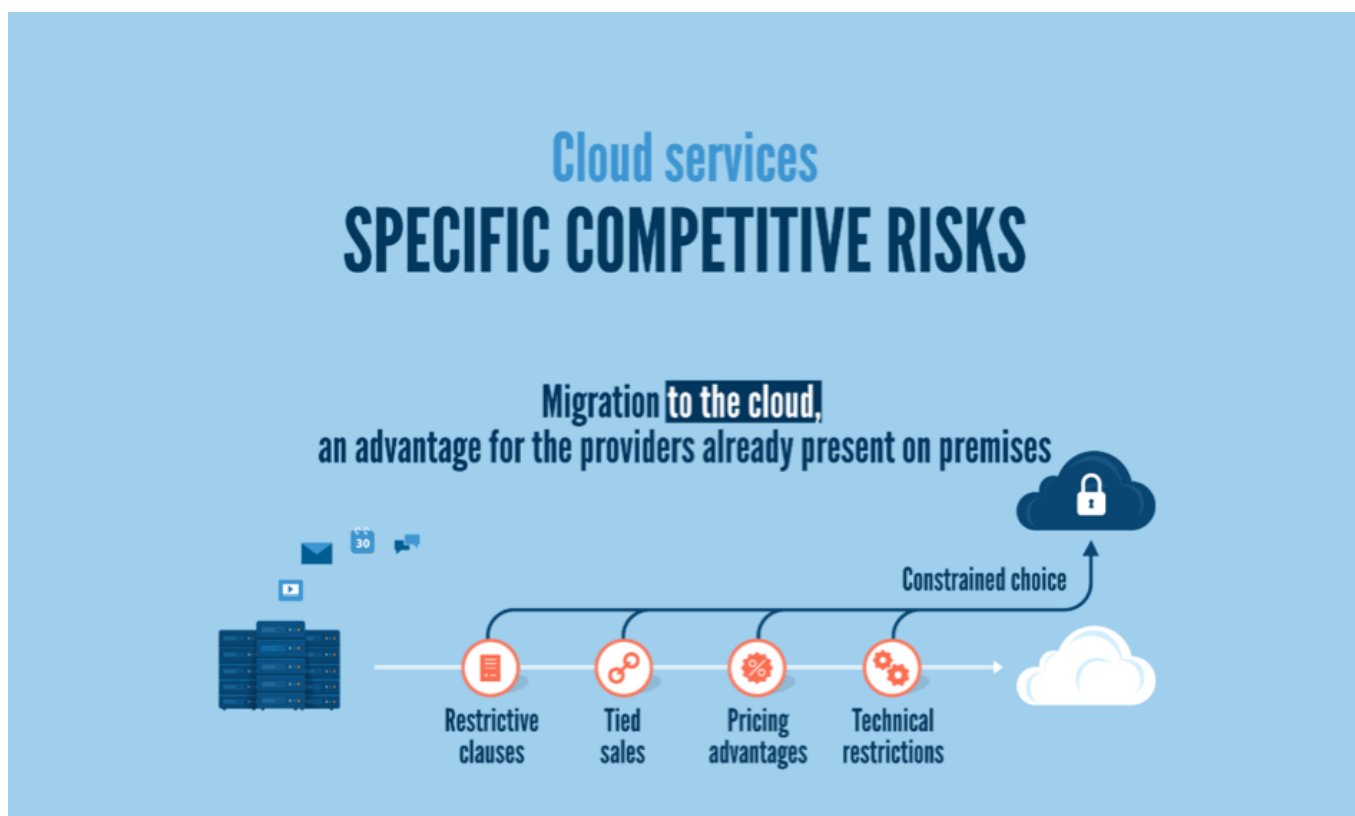 Cloud services
SPECIFIC COMPETITIVE RISKS
Migration to the cloud,
an advantage for the providers already present on premises
30
Constrained choice
Restrictive
clauses
Tied
sales
Pricing
advantages
Technical
restrictions